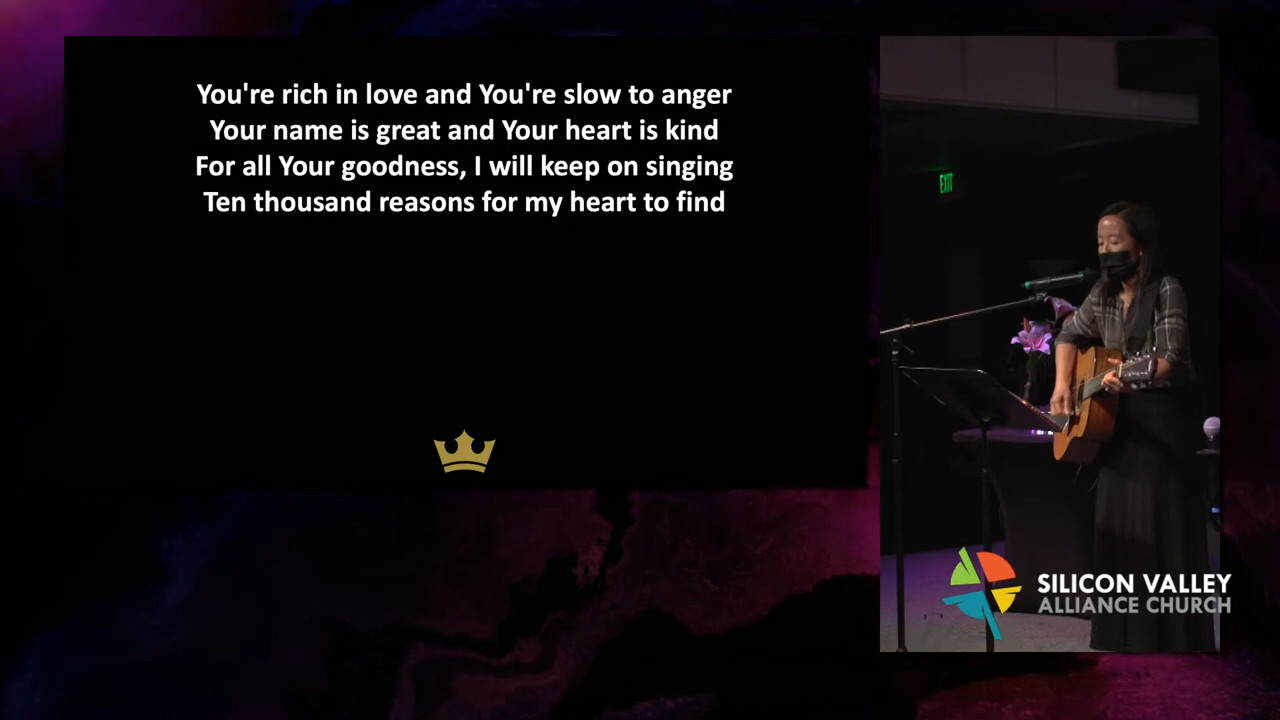 You're rich in love and You're slow to anger
Your name is great and Your heart is kind
For all Your goodness, I will keep on singing
Ten thousand reasons for my heart to find
EXIT
SILICON VALLEY
ALLIANCE CHURCH